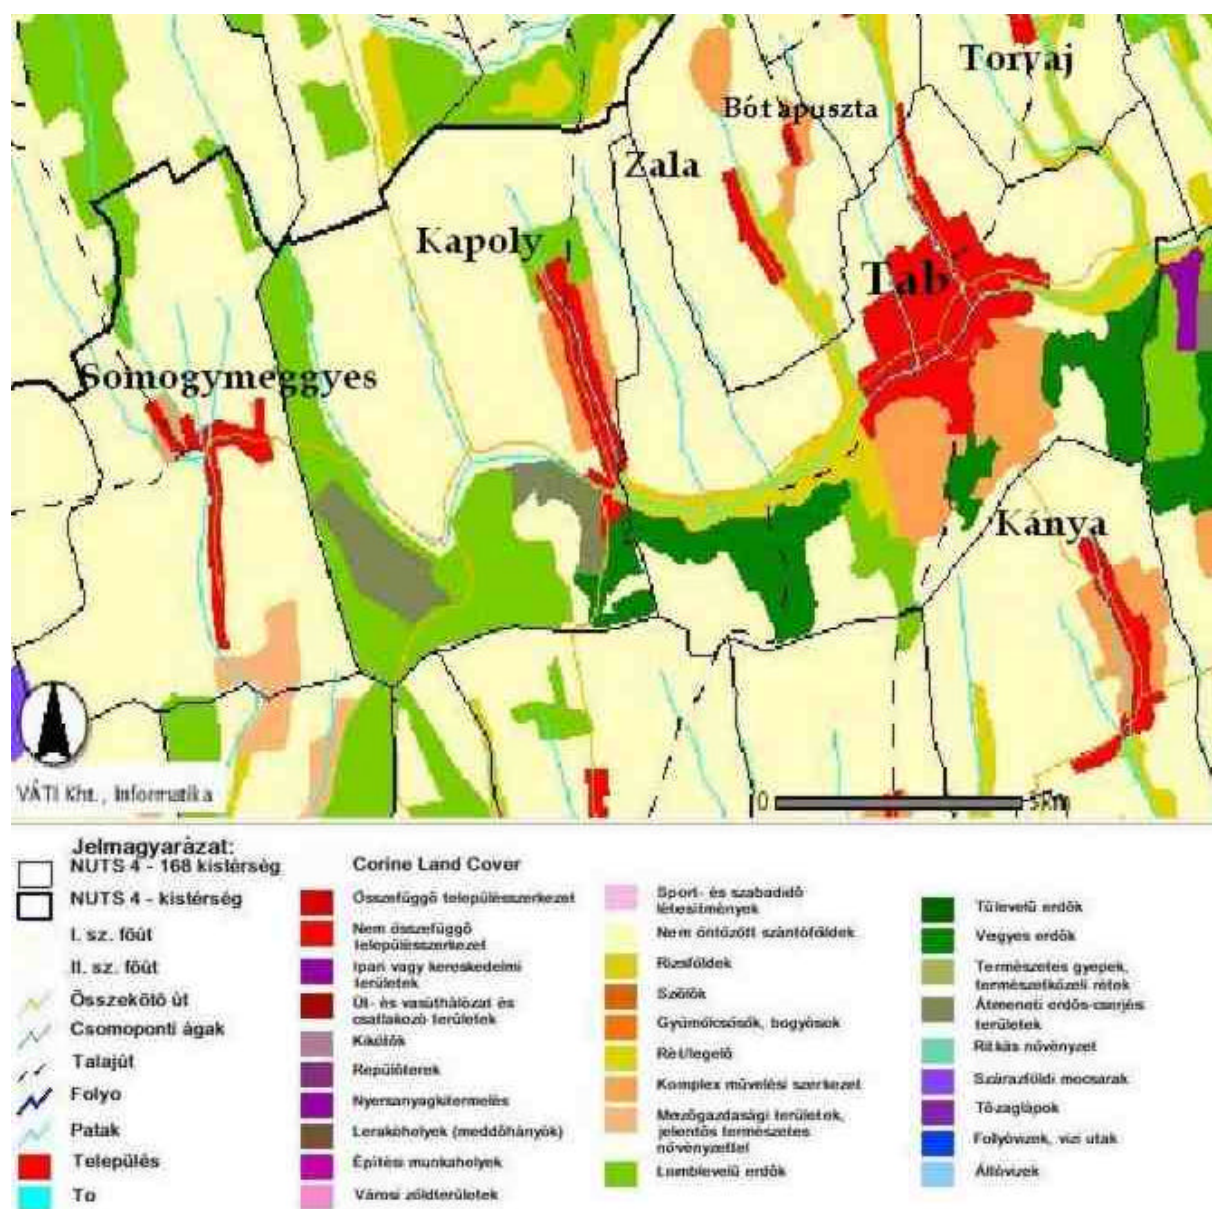 Torvaj
Bótapuszta
Zala
Kapoly
Tab
Somogymeggyes
Kánya
VÁTI Kht., Informatika
0
5km
Jelmagyarázat:
NUTS 4 - 168 kistérség
NUTS 4 - kistérség
I. sz. főút
II. sz. főút
Összekötő út
Csomoponti ágak
Talajút
Folyo
Patak
Település
To
Corine Land Cover
Összefüggő településszerkezet
Nem összefüggő
településszerkezet
Ipari vagy kereskedelmi
területek
Út- és vasúthálózat és
csatlakozó területek
Kikötők
Repülőterek
Nyersanyagkitermelés
Lerakóhelyek (meddőhányók)
Építési munkahelyek
Városi zöldterületek
Sport- és szabadidő
létesítmények
Nem öntözött szántóföldek
Rizsföldek
Szőlők
Gyümölcsösök, bogyósok
Rét/legelő
Komplex művelési szerkezet
Mezőgazdasági területek,
jelentős természetes
növényzettel
Lomblevelű erdők
Tűlevelű erdők
Vegyes erdők
Természetes gyepek,
természetközeli rétek
Átmeneti erdős-cserjés
területek
Ritkás növényzet
Szárazföldi mocsarak
Tőzeglápok
Folyóvizek, vízi utak
Állóvizek